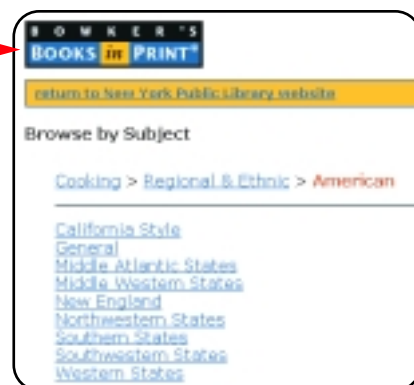 BOWKER'S
BOOKS in PRINT®
return to New York Public Library website
Browse by Subject
Cooking > Regional & Ethnic > American
California Style
General
Middle Atlantic States
Middle Western States
New England
Northwestern States
Southern States
Southwestern States
Western States